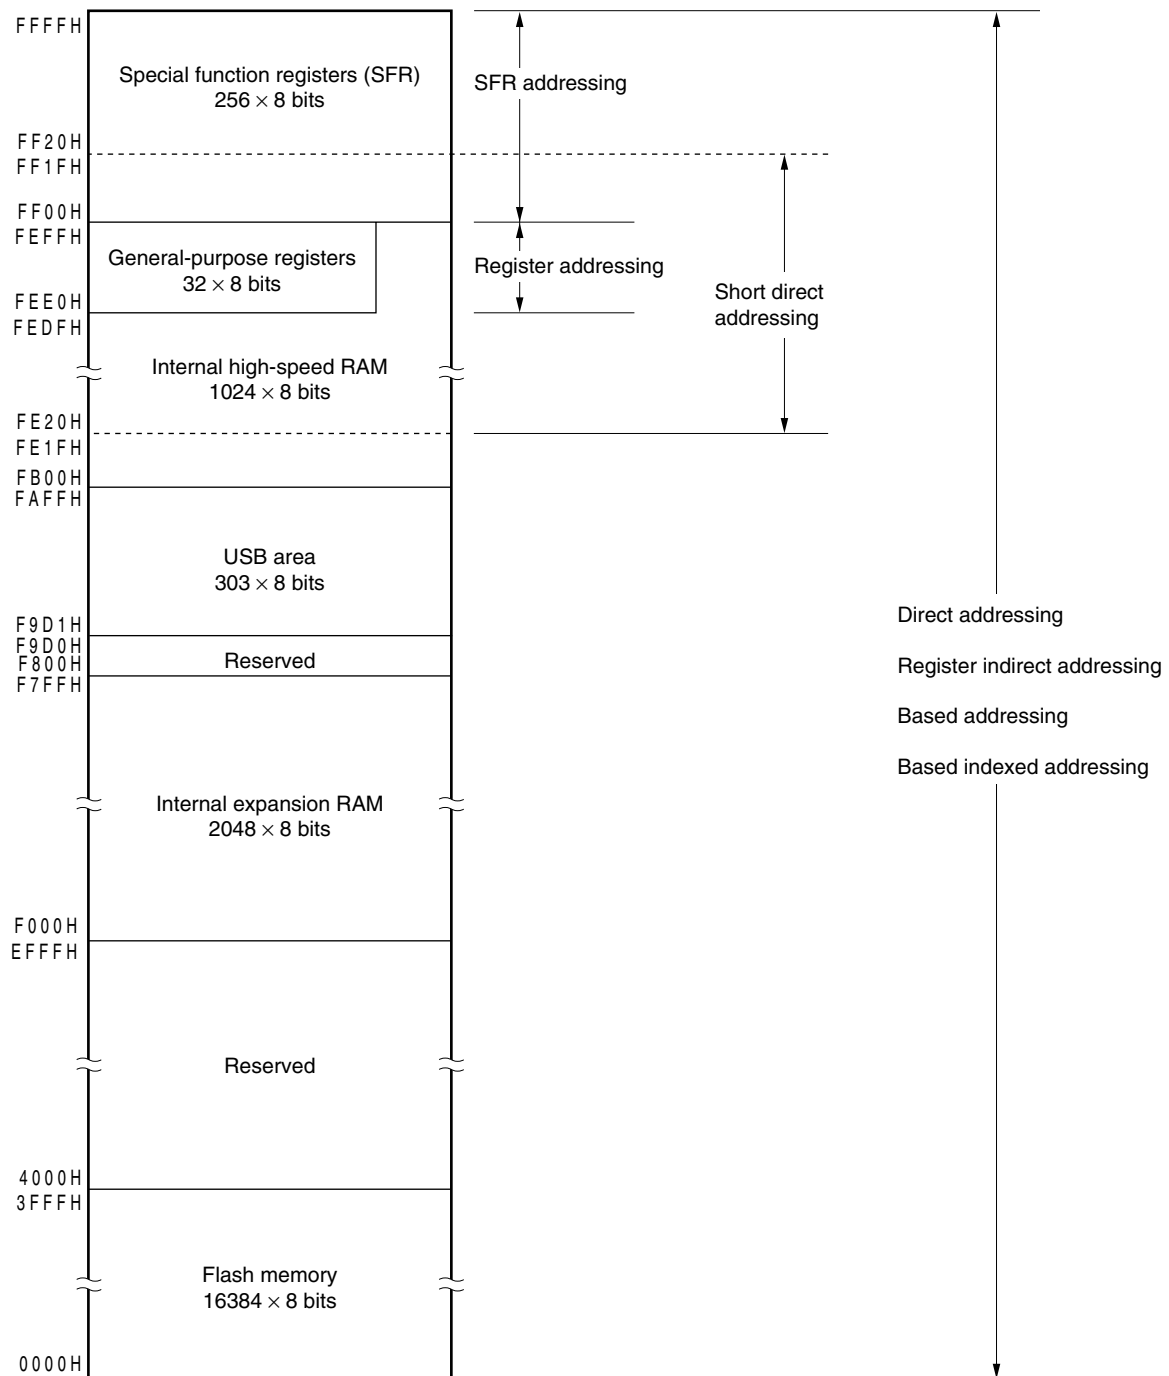 FFFFH
Special function registers (SFR)
256 × 8 bits
SFR addressing
FF20H
FF1FH
FF00H
FEFFH
General-purpose registers
32 × 8 bits
Register addressing
Short direct
addressing
FEE0H
FEDFH
Internal high-speed RAM
1024 × 8 bits
FE20H
FE1FH
FB00H
FAFFH
USB area
303 × 8 bits
F9D1H
F9D0H
F800H
F7FFH
Reserved
Direct addressing
Register indirect addressing
Based addressing
Based indexed addressing
Internal expansion RAM
2048 × 8 bits
F000H
EFFFH
Reserved
4000H
3FFFH
Flash memory
16384 × 8 bits
0000H